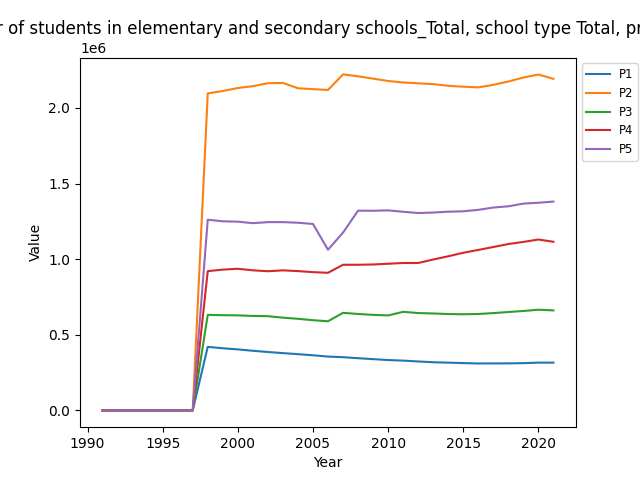 of students in elementary and secondary schools_Total, school type Total,
1e6
2.0
1.5
1.0
0.5
0.0
Value
1990
1995
2000
2005
2010
2015
2020
Year
P1
P2
P3
P4
P5